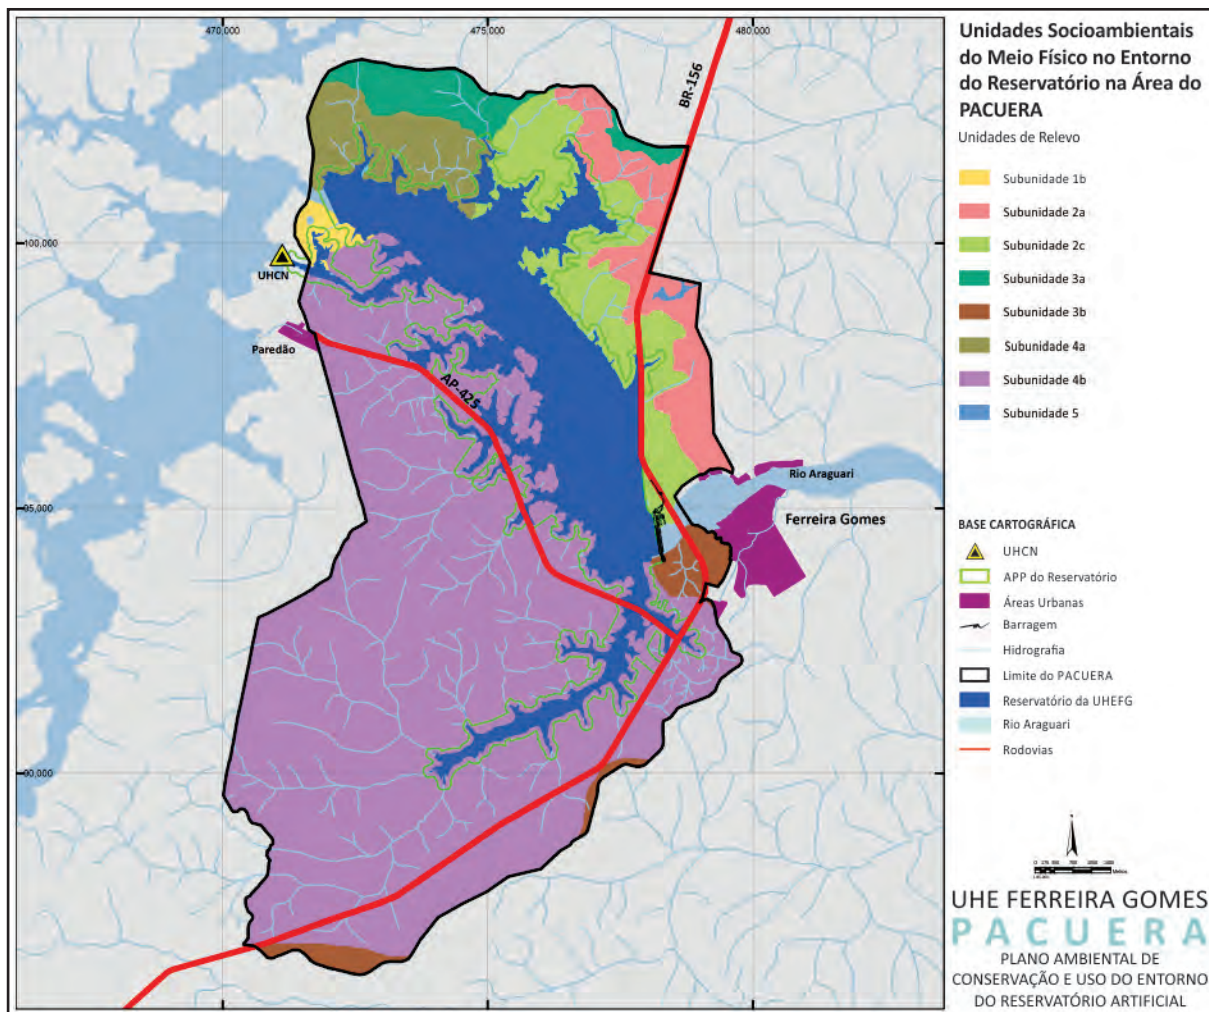 470,000
475,000
480,000
100,000
95,000
90,000
BR-156
AP-425
UHCN
Paredão
Rio Araguari
Ferreira Gomes
Unidades Socioambientais
do Meio Físico no Entorno
do Reservatório na Área do
PACUERA
Unidades de Relevo
Subunidade 1b
Subunidade 2a
Subunidade 2c
Subunidade 3a
Subunidade 3b
Subunidade 4a
Subunidade 4b
Subunidade 5
BASE CARTOGRÁFICA
UHCN
APP do Reservatório
Áreas Urbanas
Barragem
Hidrografia
Limite do PACUERA
Reservatório da UHEFG
Rio Araguari
Rodovias
UHE FERREIRA GOMES
PACUERA
PLANO AMBIENTAL DE
CONSERVAÇÃO E USO DO ENTORNO
DO RESERVATÓRIO ARTIFICIAL